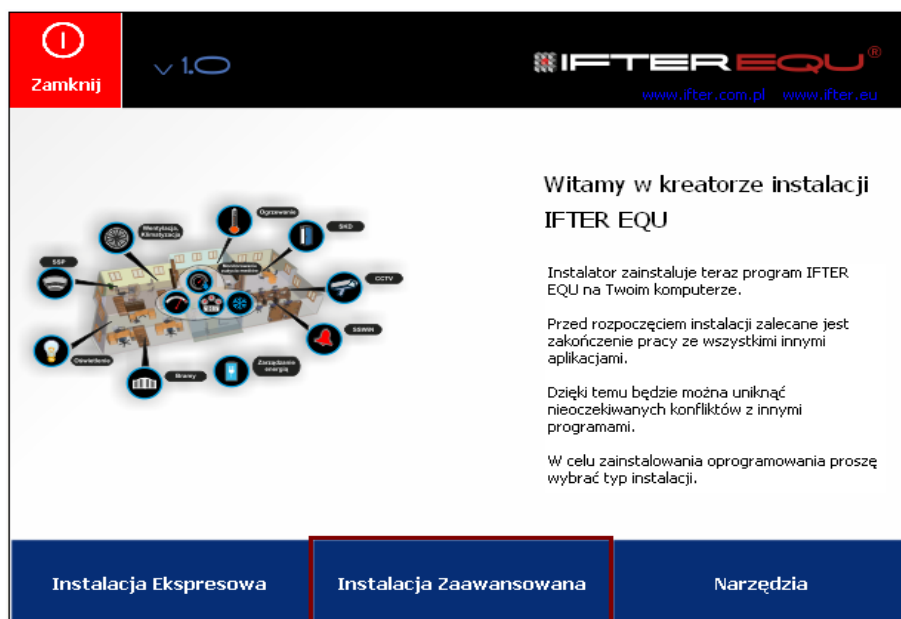 Zamknij
v 1.0
IFTER EQU®
www.ifter.com.pl www.ifter.eu
Witamy w kreatorze instalacji
IFTER EQU
Instalator zainstaluje teraz program IFTER
EQU na Twoim komputerze.
Przed rozpoczęciem instalacji zalecane jest
zakończenie pracy ze wszystkimi innymi
aplikacjami.
Dzięki temu będzie można uniknąć
nieoczekiwanych konfliktów z innymi
programami.
W celu zainstalowania oprogramowania proszę
wybrać typ instalacji.
Ogrzewanie
Wentylacja,
Klimatyzacja
SKD
SSP
CCTV
SSWIN
Oświetlenie
Bramy
Zarządzanie
energią
Instalacja Ekspresowa
Instalacja Zaawansowana
Narzędzia